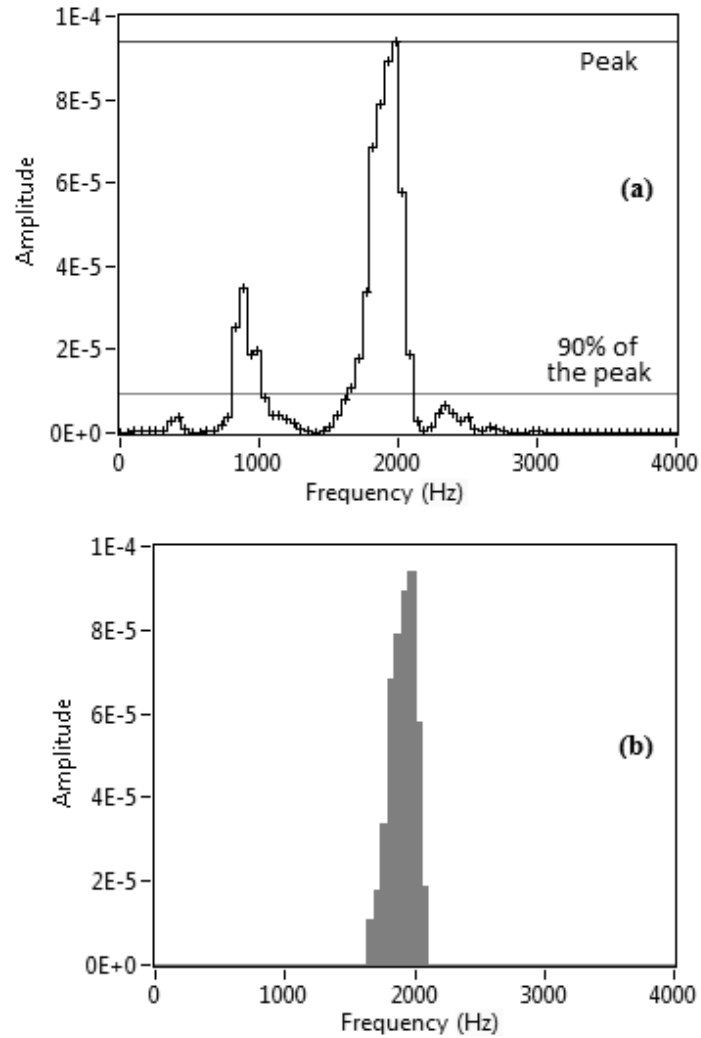 1E-4
8E-5
6E-5
4E-5
2E-5
0E+0
Amplitude
Peak
(a)
90% of
the peak
0 1000 2000 3000 4000
Frequency (Hz)
1E-4
8E-5
6E-5
4E-5
2E-5
0E+0
Amplitude
(b)
0 1000 2000 3000 4000
Frequency (Hz)